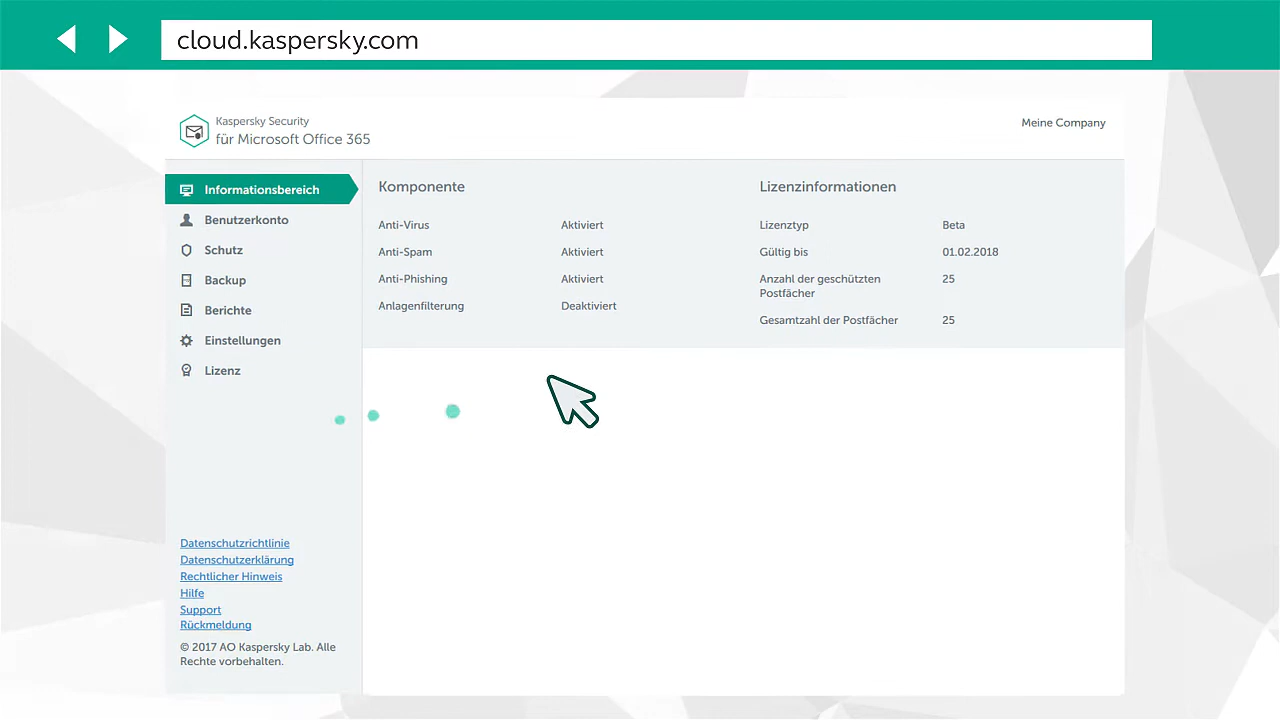 cloud.kaspersky.com
Kaspersky Security
für Microsoft Office 365
Meine Company
Informationsbereich
Benutzerkonto
Schutz
Backup
Berichte
Einstellungen
Lizenz
Komponente
Anti-Virus Aktiviert
Anti-Spam Aktiviert
Anti-Phishing Aktiviert
Anlagenfilterung Deaktiviert
Lizenzinformationen
Lizenztyp Beta
Gültig bis 01.02.2018
Anzahl der geschützten 25
Postfächer
Gesamtzahl der Postfächer 25
Datenschutzrichtlinie
Datenschutzerklärung
Rechtlicher Hinweis
Hilfe
Support
Rückmeldung
© 2017 AO Kaspersky Lab. Alle
Rechte vorbehalten.